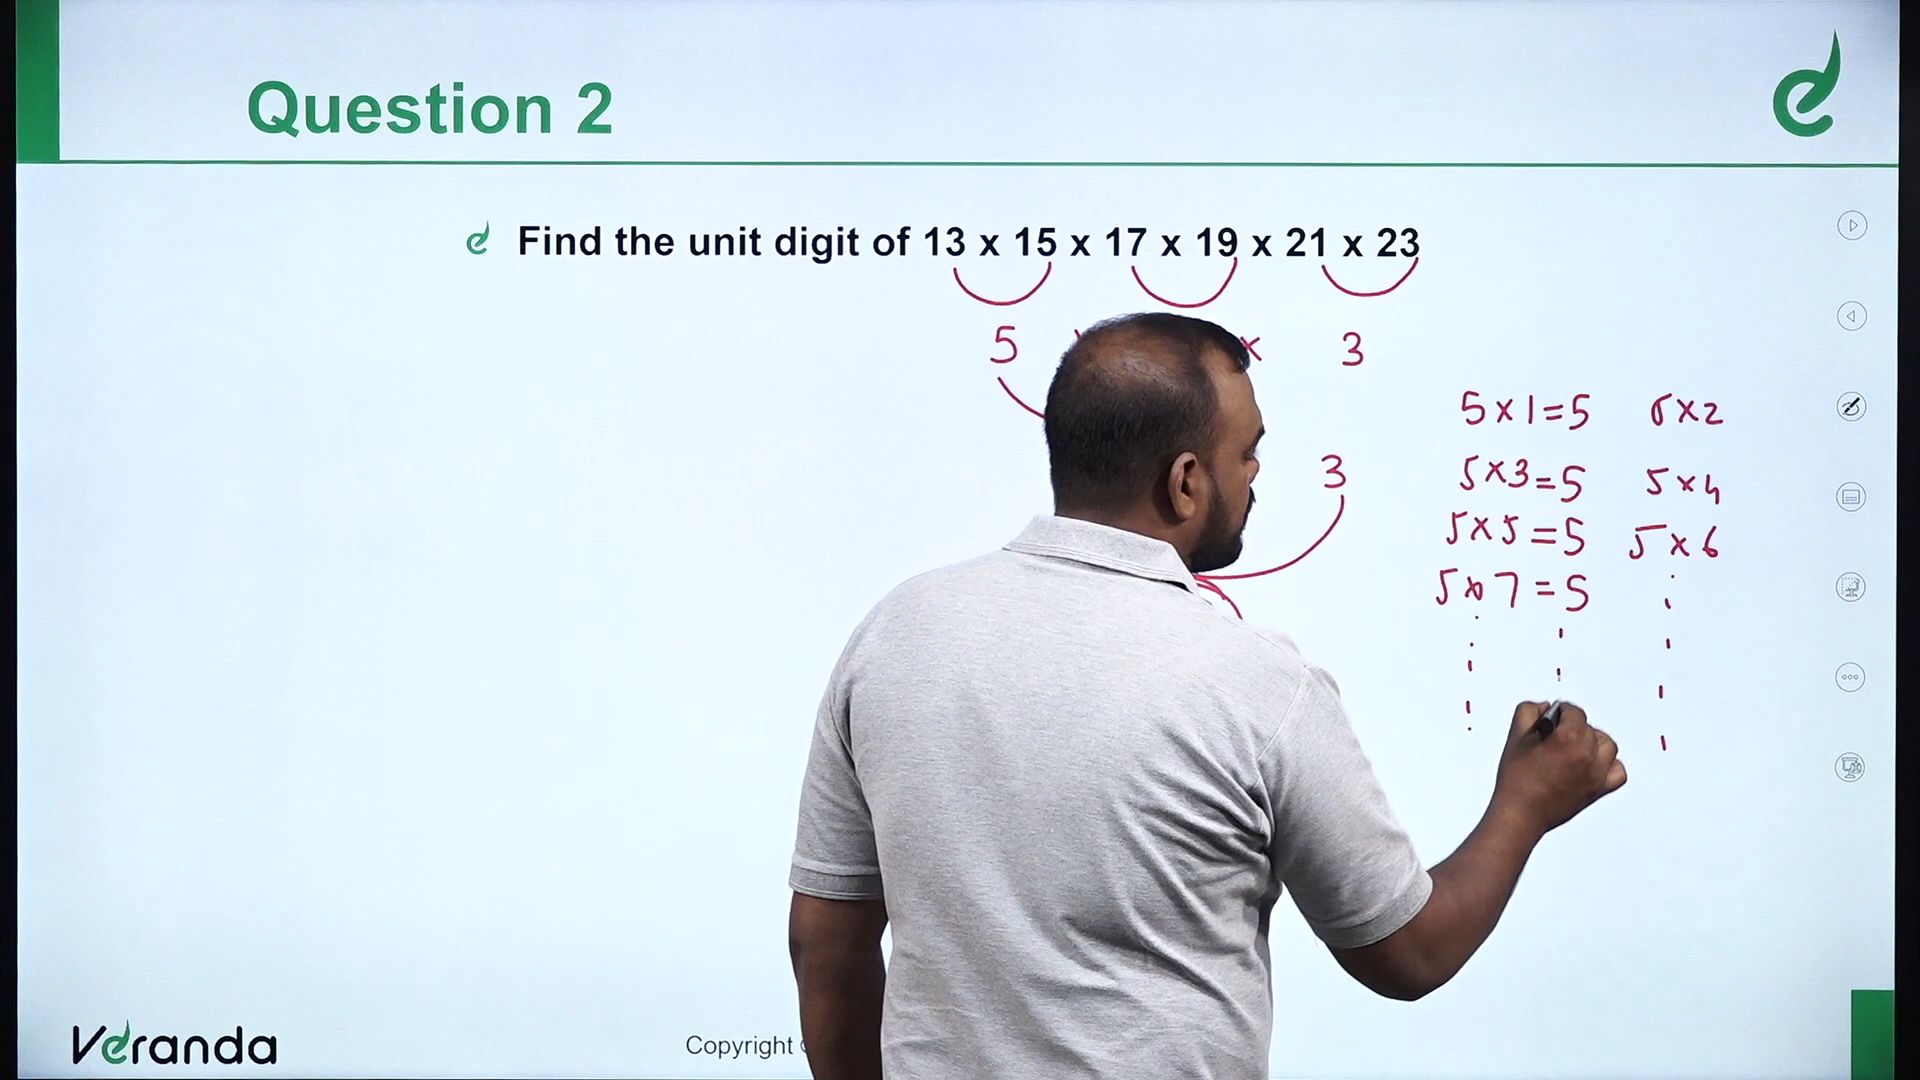 Question 2
Find the unit digit of 13 x 15 x 17 x 19 x 21 x 23
5 x 3
3
5 x 1 = 5 5 x 2
5 x 3 = 5 5 x 4
5 x 5 = 5 5 x 6
5 x 7 = 5
Veranda
Copyright